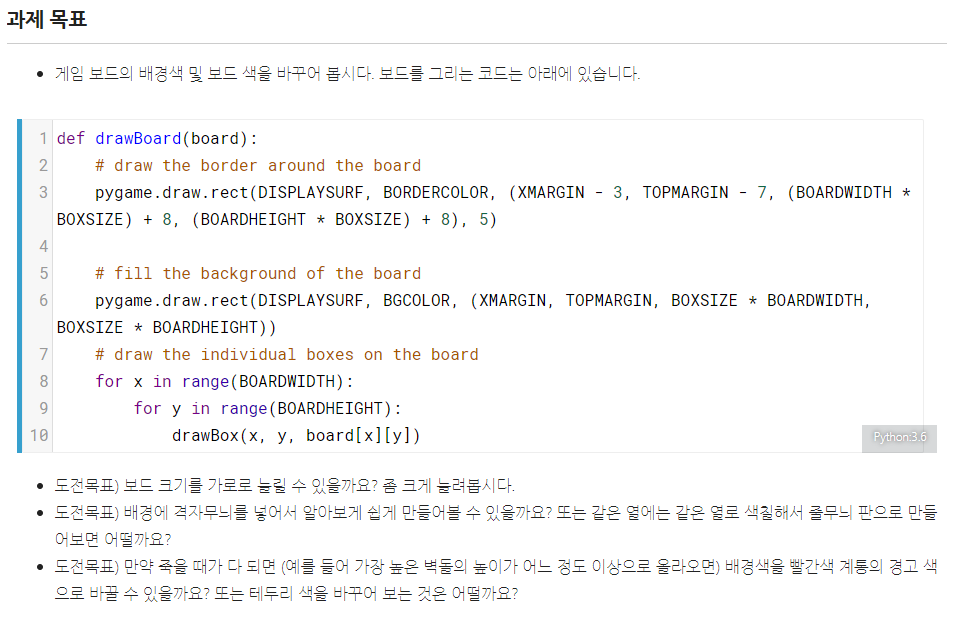 과제 목표
게임 보드의 배경색 및 보드 색을 바꾸어 봅시다. 보드를 그리는 코드는 아래에 있습니다.
1 def drawBoard(board):
2     # draw the border around the board
3     pygame.draw.rect(DISPLAYSURF, BORDERCOLOR, (XMARGIN - 3, TOPMARGIN - 7, (BOARDWIDTH *
BOXSIZE) + 8, (BOARDHEIGHT * BOXSIZE) + 8), 5)
4
5     # fill the background of the board
6     pygame.draw.rect(DISPLAYSURF, BGCOLOR, (XMARGIN, TOPMARGIN, BOXSIZE * BOARDWIDTH,
BOXSIZE * BOARDHEIGHT))
7     # draw the individual boxes on the board
8     for x in range(BOARDWIDTH):
9         for y in range(BOARDHEIGHT):
10             drawBox(x, y, board[x][y])
Python:3.6
도전목표) 보드 크기를 가로로 늘릴 수 있을까요? 좀 크게 늘려봅시다.
도전목표) 배경에 격자무늬를 넣어서 알아보게 쉽게 만들어볼 수 있을까요? 또는 같은 열에는 같은 열로 색칠해서 줄무늬 판으로 만들
어보면 어떨까요?
도전목표) 만약 죽을 때가 다 되면 (예를 들어 가장 높은 벽돌의 높이가 어느 정도 이상으로 올라오면) 배경색을 빨간색 계통의 경고 색
으로 바꿀 수 있을까요? 또는 테두리 색을 바꾸어 보는 것은 어떨까요?